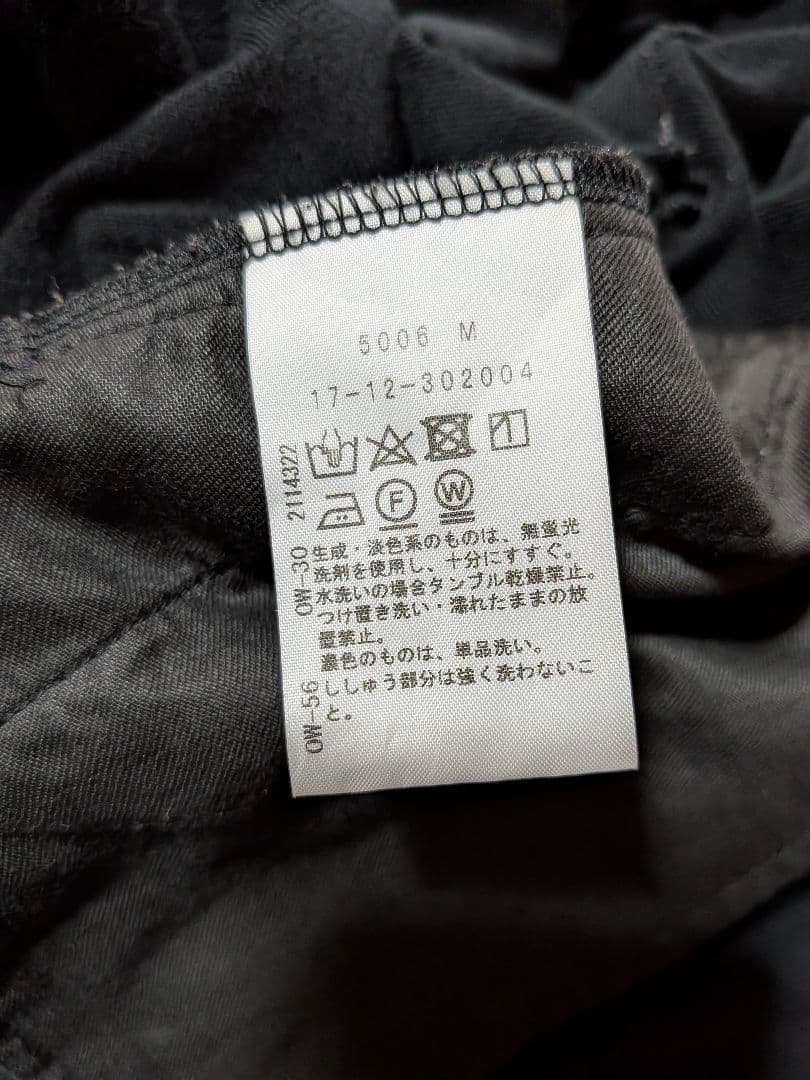 5006 M
17-12-302004
2114322
F W
OW-30
生成・淡色系のものは、無蛍光
洗剤を使用し、十分にすすぐ。
水洗いの場合タンブル乾燥禁止。
つけ置き洗い・濡れたままの放
置禁止。
濃色のものは、単品洗い。
OW-56
ししゅう部分は強く洗わないこ
と。